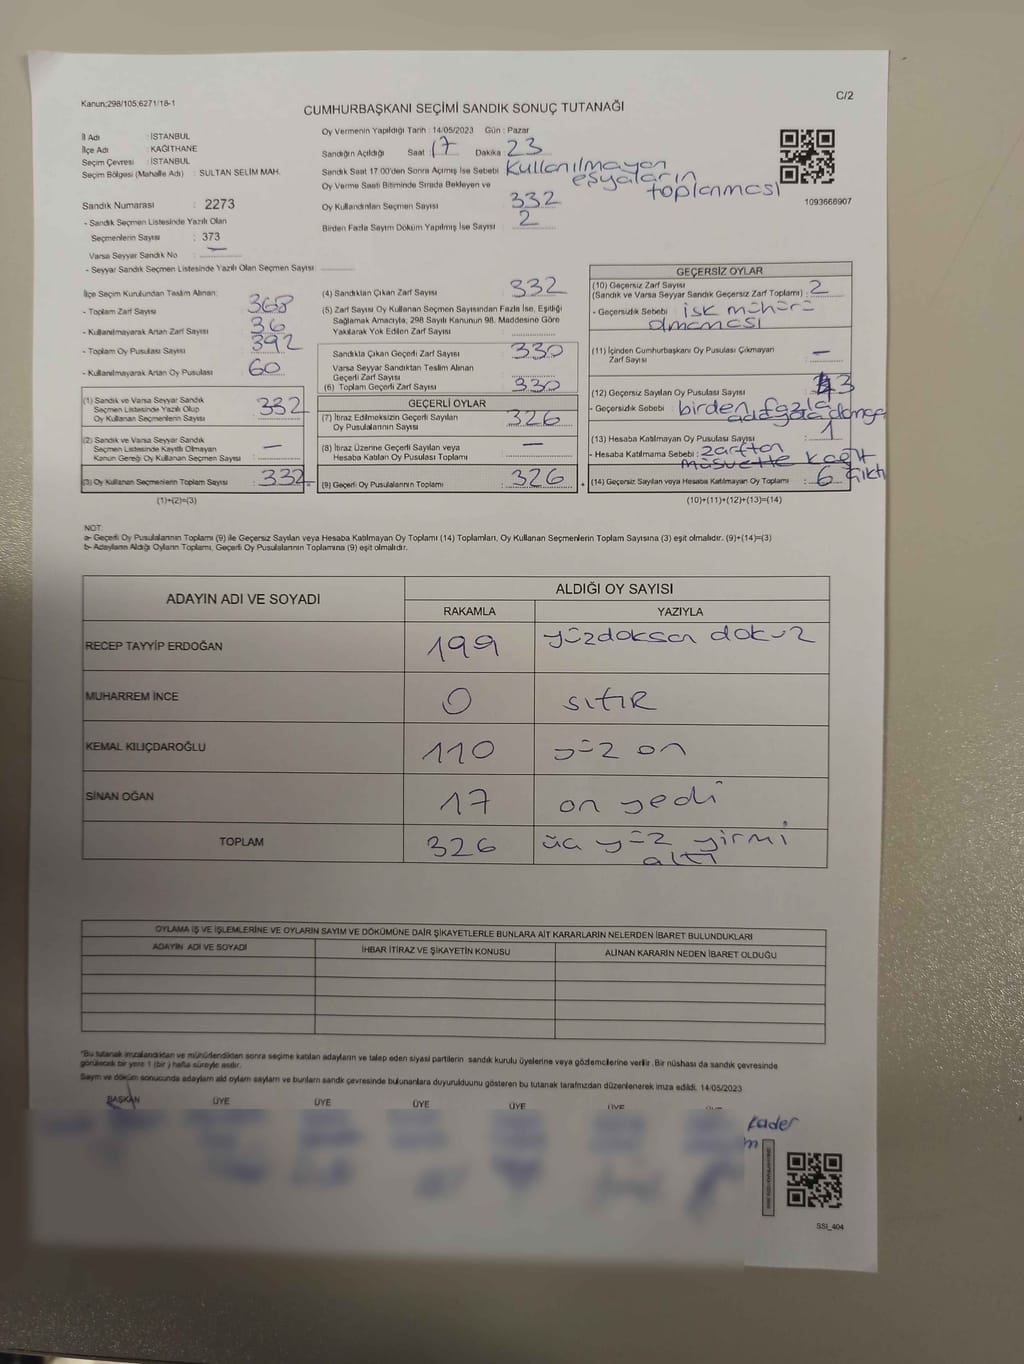 Kanun;298/105;6271/18-1
C/2
CUMHURBAŞKANI SEÇİMİ SANDIK SONUÇ TUTANAĞI
İl Adı : İSTANBUL
İlçe Adı : KAĞITHANE
Seçim Çevresi : İSTANBUL
Seçim Bölgesi (Mahalle Adı) : SULTAN SELİM MAH.
Sandık Numarası : 2273
- Sandık Seçmen Listesinde Yazılı Olan
Seçmenlerin Sayısı : 373
Varsa Seyyar Sandık No : —
- Seyyar Sandık Seçmen Listesinde Yazılı Olan Seçmen Sayısı :
Oy Vermenin Yapıldığı Tarih : 14/05/2023 Gün : Pazar
Sandığın Açıldığı Saat 17 Dakika 23
Sandık Saat 17.00'den Sonra Açılmış İse Sebebi Kullanılmayan
eşyaların
toplanması
Oy Verme Saati Bitiminde Sırada Bekleyen ve
Oy Kullandırılan Seçmen Sayısı 332
Birden Fazla Sayım Döküm Yapılmış İse Sayısı 2
1093666907
İlçe Seçim Kurulundan Teslim Alınan:
- Toplam Zarf Sayısı 368
- Kullanılmayarak Artan Zarf Sayısı 36
- Toplam Oy Pusulası Sayısı 392
- Kullanılmayarak Artan Oy Pusulası 60
(1) Sandık ve Varsa Seyyar Sandık
Seçmen Listesinde Yazılı Olup
Oy Kullanan Seçmenlerin Sayısı : 332
(2) Sandık ve Varsa Seyyar Sandık
Seçmen Listesinde Kayıtlı Olmayan
Kanun Gereği Oy Kullanan Seçmen Sayısı : —
(3) Oy Kullanan Seçmenlerin Toplam Sayısı : 332
(1)+(2)=(3)
(4) Sandıktan Çıkan Zarf Sayısı : 332
(5) Zarf Sayısı Oy Kullanan Seçmen Sayısından Fazla İse, Eşitliği
Sağlamak Amacıyla, 298 Sayılı Kanunun 98. Maddesine Göre
Yakılarak Yok Edilen Zarf Sayısı :
Sandıkta Çıkan Geçerli Zarf Sayısı : 330
Varsa Seyyar Sandıktan Teslim Alınan
Geçerli Zarf Sayısı :
(6) Toplam Geçerli Zarf Sayısı : 330
GEÇERLİ OYLAR
(7) İtiraz Edilmeksizin Geçerli Sayılan
Oy Pusulasının Sayısı : 326
(8) İtiraz Üzerine Geçerli Sayılan veya
Hesaba Katılan Oy Pusulası Toplamı : —
(9) Geçerli Oy Pusulalarının Toplamı : 326
GEÇERSİZ OYLAR
(10) Geçersiz Zarf Sayısı
(Sandık ve Varsa Seyyar Sandık Geçersiz Zarf Toplamı) : 2
- Geçersizlik Sebebi : isk mührü
olmaması
(11) İçinden Cumhurbaşkanı Oy Pusulası Çıkmayan
Zarf Sayısı : —
(12) Geçersiz Sayılan Oy Pusulası Sayısı : 3
- Geçersizlik Sebebi : birden fazla
(13) Hesaba Katılmayan Oy Pusulası Sayısı : 1
- Hesaba Katılmama Sebebi : zarftan
müsvette kağıt
çıktı
(14) Geçersiz Sayılan veya Hesaba Katılmayan Oy Toplamı : 6
(10)+(11)+(12)+(13)=(14)
NOT:
a- Geçerli Oy Pusulalarının Toplamı (9) ile Geçersiz Sayılan veya Hesaba Katılmayan Oy Toplamı (14) Toplamları, Oy Kullanan Seçmenlerin Toplam Sayısına (3) eşit olmalıdır. (9)+(14)=(3)
b- Adayların Aldığı Oyların Toplamı, Geçerli Oy Pusulalarının Toplamına (9) eşit olmalıdır.
ADAYIN ADI VE SOYADI
ALDIĞI OY SAYISI
RAKAMLA YAZIYLA
RECEP TAYYİP ERDOĞAN 199 yüzdoksan dokuz
MUHARREM İNCE 0 sıfır
KEMAL KILIÇDAROĞLU 110 yüz on
SİNAN OĞAN 17 on yedi
TOPLAM 326 üç yüz yirmi
altı
OYLAMA İŞ VE İŞLEMLERİNE VE OYLARIN SAYIM VE DÖKÜMÜNE DAİR ŞİKAYETLERLE BUNLARA AİT KARARLARIN NELERDEN İBARET BULUNDUKLARI
ADAYIN ADI VE SOYADI İHBAR İTİRAZ VE ŞİKAYETİN KONUSU ALINAN KARARIN NEDEN İBARET OLDUĞU
*Bu tutanak imzalandıktan ve mühürlendikten sonra seçime katılan adayların ve talep eden siyasi partilerin sandık kurulu üyelerine veya gözlemcilerine verilir. Bir nüshası da sandık çevresinde
görülecek bir yere 1 (bir) hafta süreyle asılır.
Sayım ve döküm sonucunda adayların aldı oyların sayların ve bunların sandık çevresinde bulunanlara duyurulduunu gösteren bu tutanak tarafımızdan düzenlenerek imza edildi. 14/05/2023
BAŞKAN ÜYE ÜYE ÜYE ÜYE ÜYE ÜYE
kader
SSİ_404